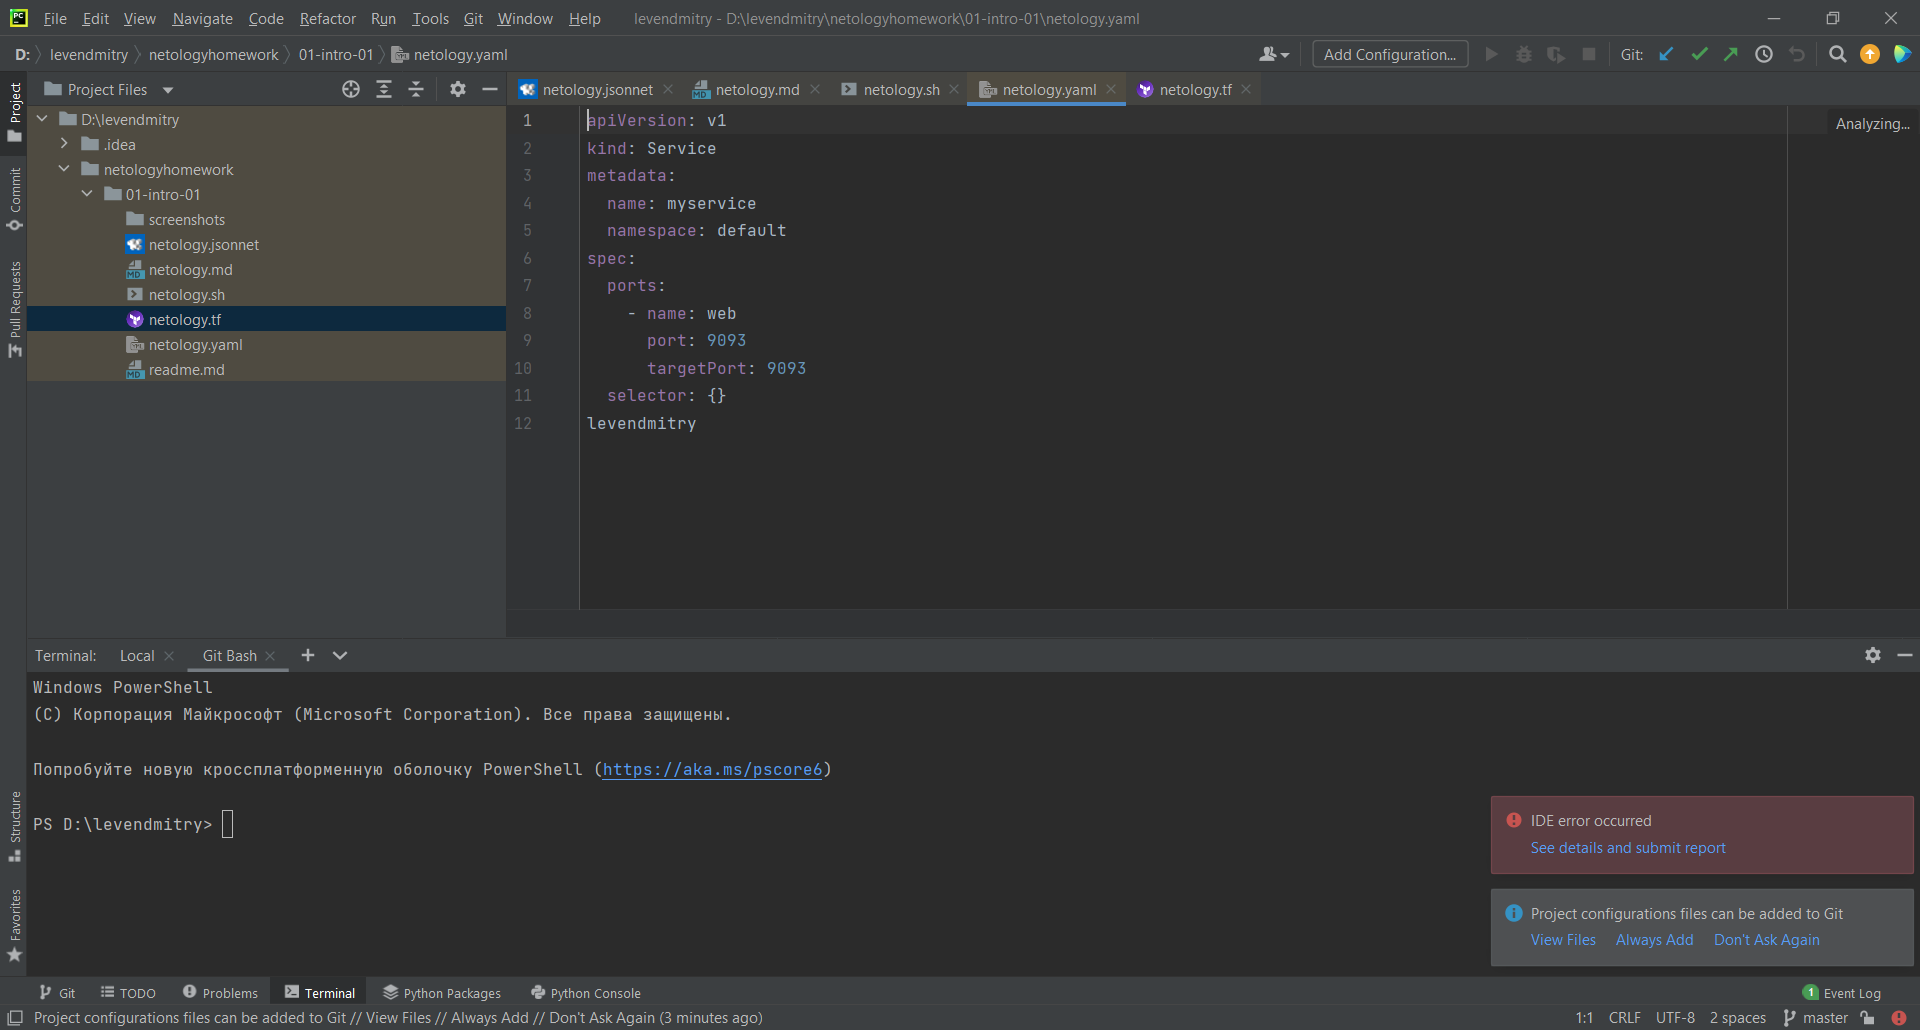 File Edit View Navigate Code Refactor Run Tools Git Window Help levendmitry - D:\levendmitry\netologyhomework\01-intro-01\netology.yaml
D: levendmitry netologyhomework 01-intro-01 netology.yaml Add Configuration... Git:
Project Files
netology.jsonnet netology.md netology.sh netology.yaml netology.tf
Project
Commit
Pull Requests
D:\levendmitry
.idea
netologyhomework
01-intro-01
screenshots
netology.jsonnet
netology.md
netology.sh
netology.tf
netology.yaml
readme.md
1 apiVersion: v1
2 kind: Service
3 metadata:
4 name: myservice
5 namespace: default
6 spec:
7 ports:
8 - name: web
9 port: 9093
10 targetPort: 9093
11 selector: {}
12 levendmitry
Analyzing...
Terminal: Local Git Bash
Windows PowerShell
(C) Корпорация Майкрософт (Microsoft Corporation). Все права защищены.
Попробуйте новую кроссплатформенную оболочку PowerShell (https://aka.ms/pscore6)
PS D:\levendmitry>
Structure
Favorites
IDE error occurred
See details and submit report
Project configurations files can be added to Git
View Files Always Add Don't Ask Again
Git TODO Problems Terminal Python Packages Python Console 1 Event Log
Project configurations files can be added to Git // View Files // Always Add // Don't Ask Again (3 minutes ago) 1:1 CRLF UTF-8 2 spaces master